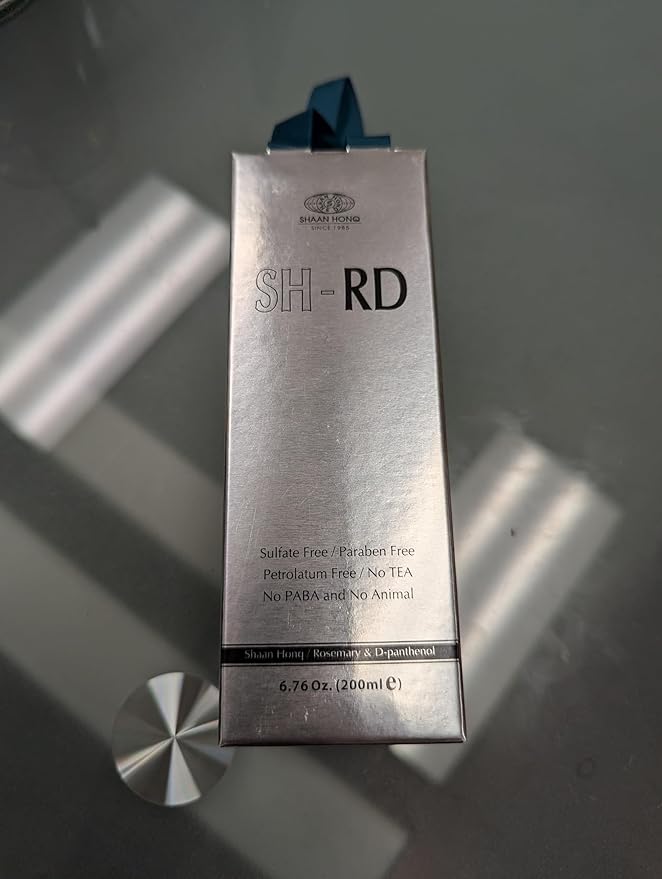 SHAAN HONQ
SINCE 1985
SH-RD
Sulfate Free / Paraben Free
Petrolatum Free / No TEA
No PABA and No Animal
Shaan Honq / Rosemary & D-panthenol
6.76 Oz. (200ml ℮)